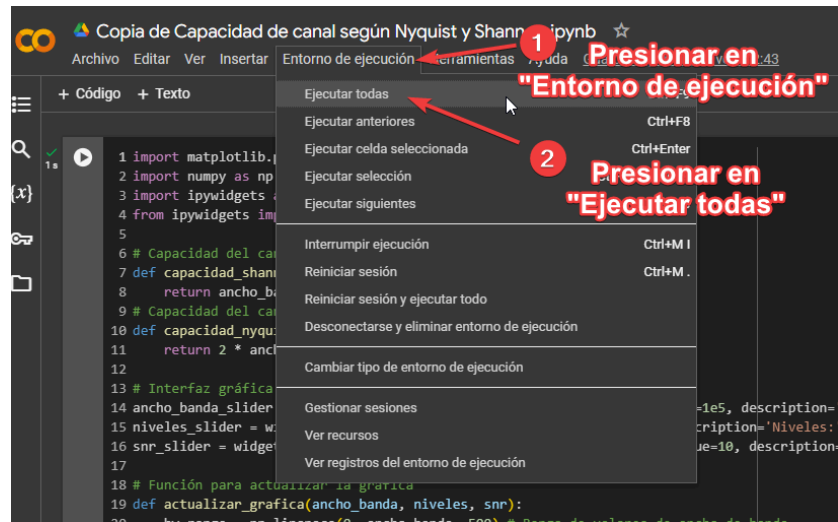 Copia de Capacidad de canal según Nyquist y Shann
pynb
Archivo Editar Ver Insertar Entorno de ejecución Herramientas Ayuda
:43
1
Presionar en
"Entorno de ejecución"
+ Código + Texto
Ejecutar todas
Ejecutar anteriores Ctrl+F8
Ejecutar celda seleccionada Ctrl+Enter
Ejecutar selección
Ejecutar siguientes
2
Presionar en
"Ejecutar todas"
Interrumpir ejecución Ctrl+M I
Reiniciar sesión Ctrl+M .
Reiniciar sesión y ejecutar todo
Desconectarse y eliminar entorno de ejecución
Cambiar tipo de entorno de ejecución
Gestionar sesiones
Ver recursos
Ver registros del entorno de ejecución
{x}
1 s
1 import matplotlib.
2 import numpy as np
3 import ipywidgets
4 from ipywidgets im
5
6 # Capacidad del ca
7 def capacidad_shan
8 return ancho_ba
9 # Capacidad del ca
10 def capacidad_nyqu
11 return 2 * anc
12
13 # Interfaz gráfica
14 ancho_banda_slider =1e5, description=
15 niveles_slider = w cription='Niveles:
16 snr_slider = widget ue=10, description=
17
18 # Función para actualizar la gráfica
19 def actualizar_grafica(ancho_banda, niveles, snr):